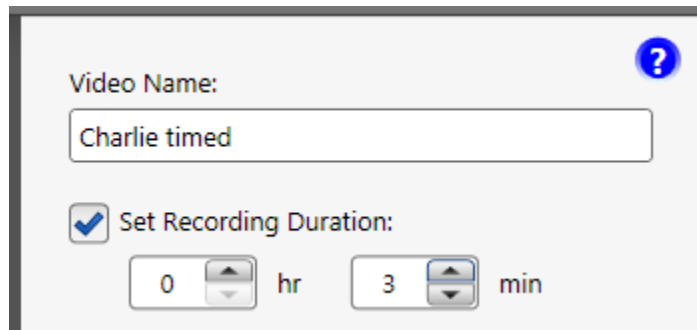 ?
Video Name:
Charlie timed
Set Recording Duration:
0 hr 3 min